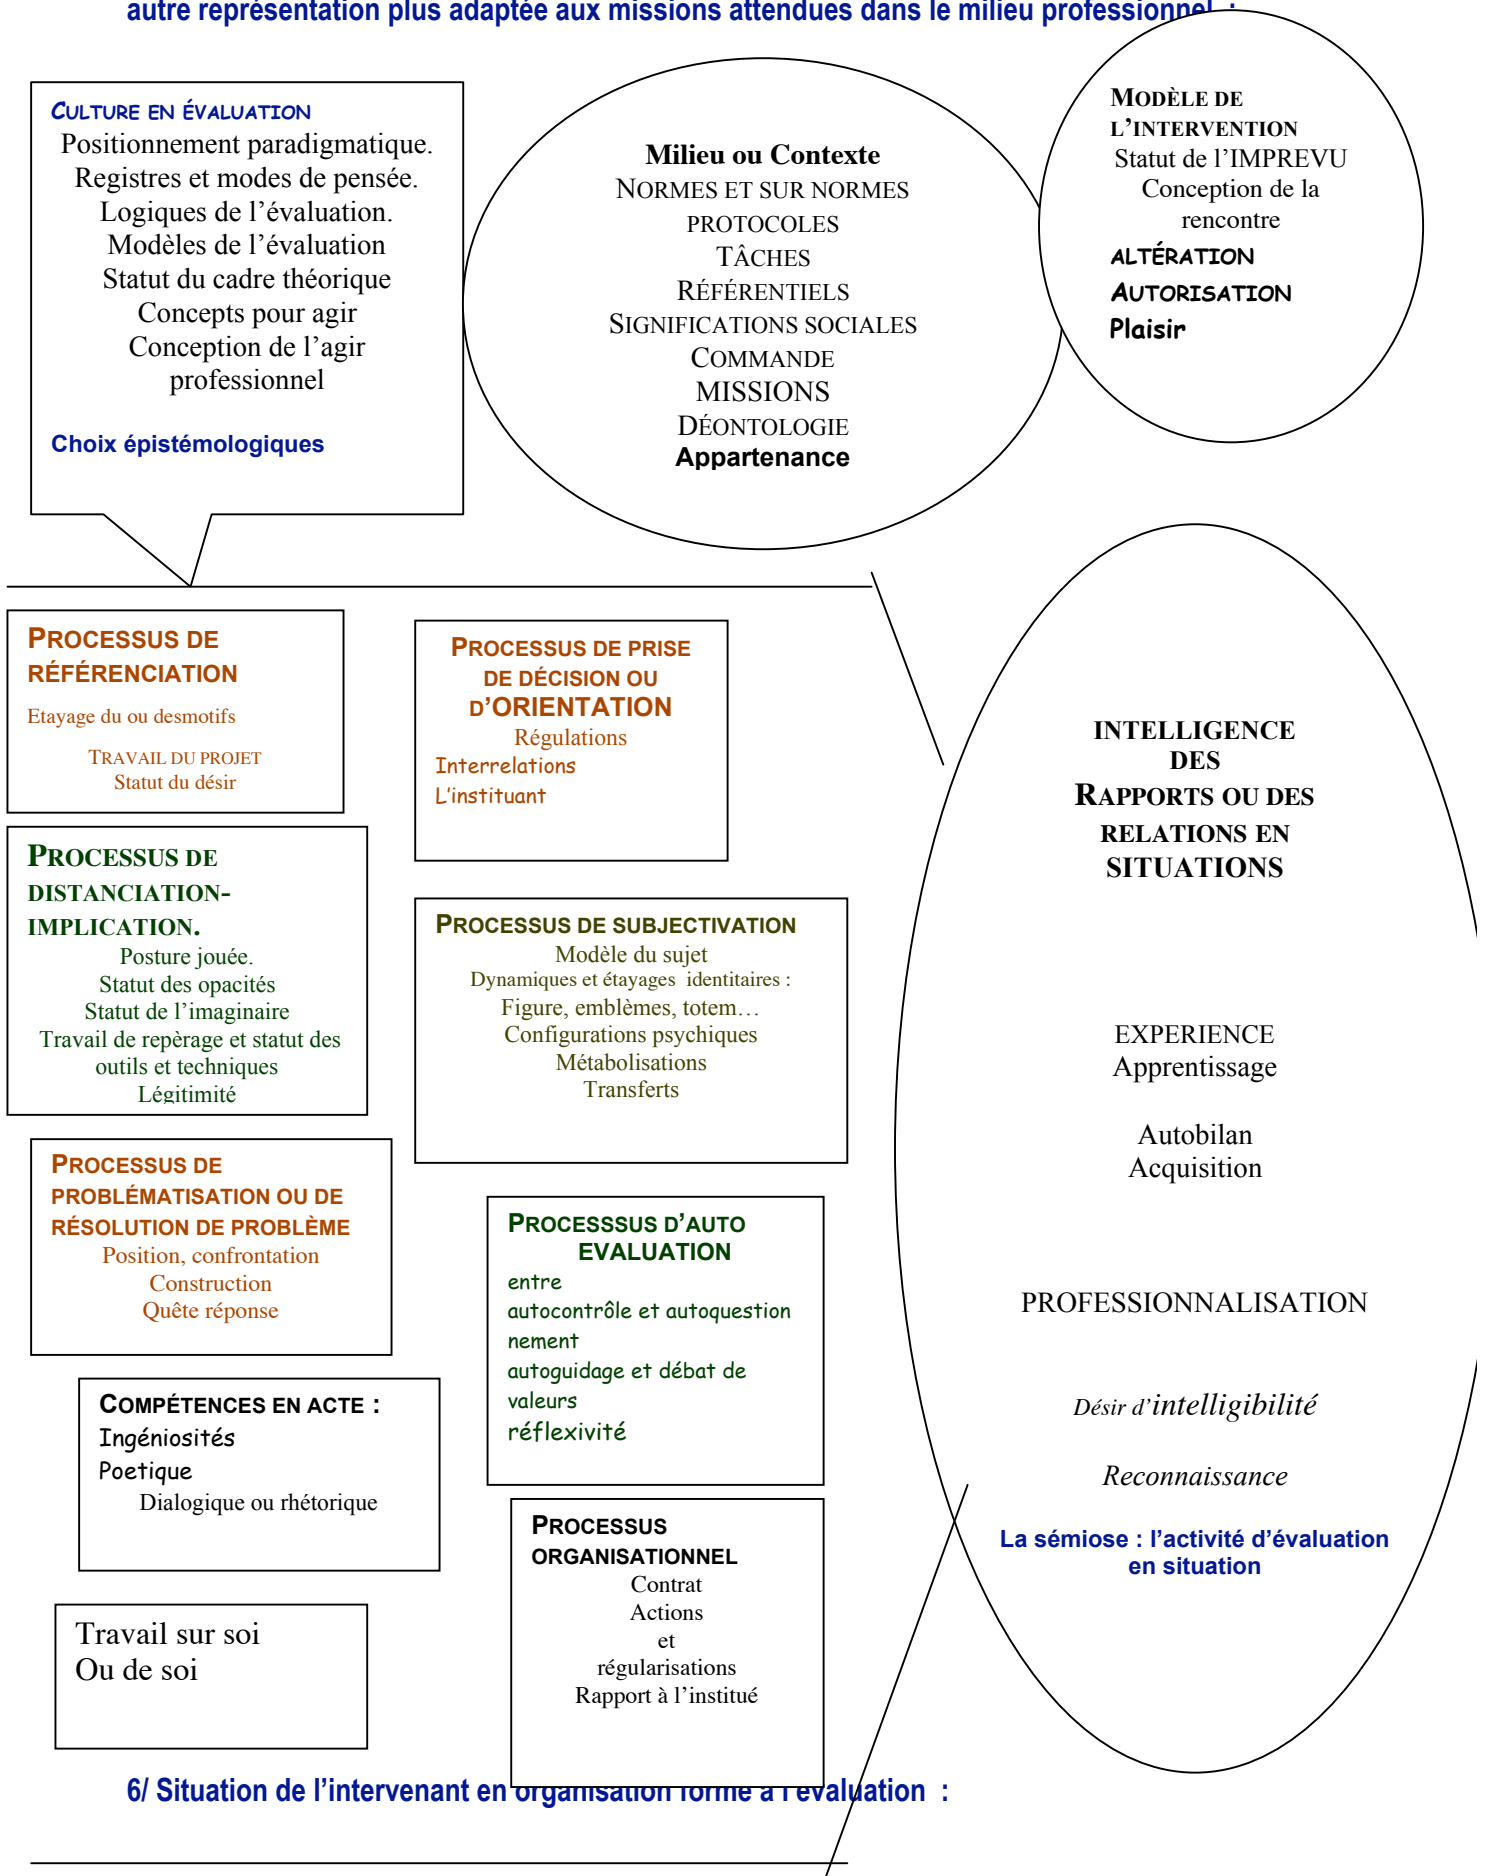 autre représentation plus adaptée aux missions attendues dans le milieu professionnel :
CULTURE EN ÉVALUATION
Positionnement paradigmatique.
Registres et modes de pensée.
Logiques de l’évaluation.
Modèles de l’évaluation
Statut du cadre théorique
Concepts pour agir
Conception de l’agir
professionnel
Choix épistémologiques
Milieu ou Contexte
NORMES ET SUR NORMES
PROTOCOLES
TÂCHES
RÉFÉRENTIELS
SIGNIFICATIONS SOCIALES
COMMANDE
MISSIONS
DÉONTOLOGIE
Appartenance
MODÈLE DE
L’INTERVENTION
Statut de l’IMPREVU
Conception de la
rencontre
ALTÉRATION
AUTORISATION
Plaisir
PROCESSUS DE
RÉFÉRENCIATION
Etayage du ou desmotifs
TRAVAIL DU PROJET
Statut du désir
PROCESSUS DE PRISE
DE DÉCISION OU
D’ORIENTATION
Régulations
Interrelations
L’instituant
PROCESSUS DE
DISTANCIATION-
IMPLICATION.
Posture jouée.
Statut des opacités
Statut de l’imaginaire
Travail de repèrage et statut des
outils et techniques
Légitimité
PROCESSUS DE SUBJECTIVATION
Modèle du sujet
Dynamiques et étayages identitaires :
Figure, emblèmes, totem…
Configurations psychiques
Métabolisations
Transferts
PROCESSUS DE
PROBLÉMATISATION OU DE
RÉSOLUTION DE PROBLÈME
Position, confrontation
Construction
Quête réponse
PROCESSSUS D’AUTO
EVALUATION
entre
autocontrôle et autoquestion
nement
autoguidage et débat de
valeurs
réflexivité
COMPÉTENCES EN ACTE :
Ingéniosités
Poetique
Dialogique ou rhétorique
PROCESSUS
ORGANISATIONNEL
Contrat
Actions
et
régularisations
Rapport à l’institué
Travail sur soi
Ou de soi
INTELLIGENCE
DES
RAPPORTS OU DES
RELATIONS EN
SITUATIONS
EXPERIENCE
Apprentissage
Autobilan
Acquisition
PROFESSIONNALISATION
Désir d’intelligibilité
Reconnaissance
La sémiose : l’activité d’évaluation
en situation
6/ Situation de l’intervenant en organisation formé à l’évaluation :